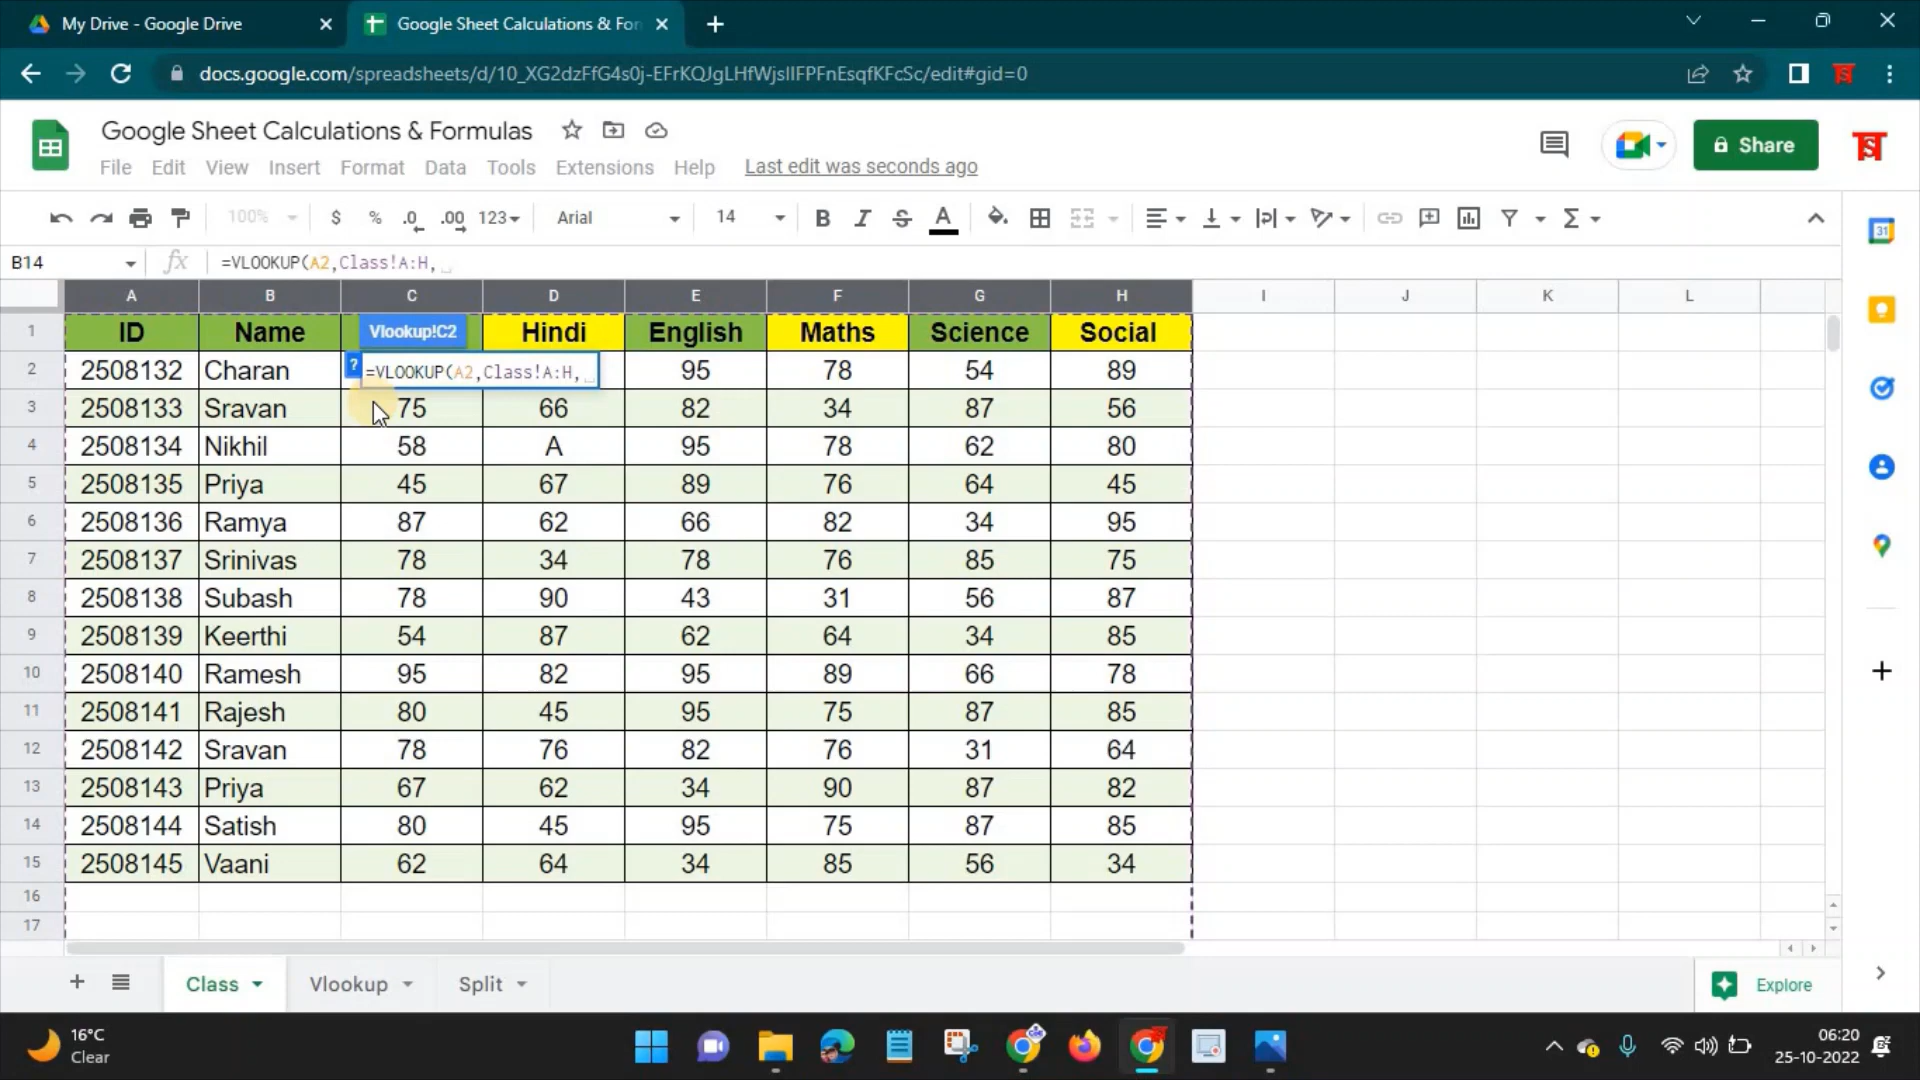 My Drive - Google Drive
Google Sheet Calculations & For
docs.google.com/spreadsheets/d/10_XG2dzFfG4s0j-EFrKQJgLHfWjsIIFPFnEsqfKFcSc/edit#gid=0
Google Sheet Calculations & Formulas
Share
File Edit View Insert Format Data Tools Extensions Help Last edit was seconds ago
100% $ % .0 .00 123 Arial 14 B I S A
B14 fx =VLOOKUP(A2,Class!A:H,
A B C D E F G H I J K L
1 ID Name Vlookup!C2 Hindi English Maths Science Social
2 2508132 Charan ? =VLOOKUP(A2,Class!A:H, 95 78 54 89
3 2508133 Sravan 75 66 82 34 87 56
4 2508134 Nikhil 58 A 95 78 62 80
5 2508135 Priya 45 67 89 76 64 45
6 2508136 Ramya 87 62 66 82 34 95
7 2508137 Srinivas 78 34 78 76 85 75
8 2508138 Subash 78 90 43 31 56 87
9 2508139 Keerthi 54 87 62 64 34 85
10 2508140 Ramesh 95 82 95 89 66 78
11 2508141 Rajesh 80 45 95 75 87 85
12 2508142 Sravan 78 76 82 76 31 64
13 2508143 Priya 67 62 34 90 87 82
14 2508144 Satish 80 45 95 75 87 85
15 2508145 Vaani 62 64 34 85 56 34
16
17
Class Vlookup Split Explore
16°C
Clear
06:20
25-10-2022
31